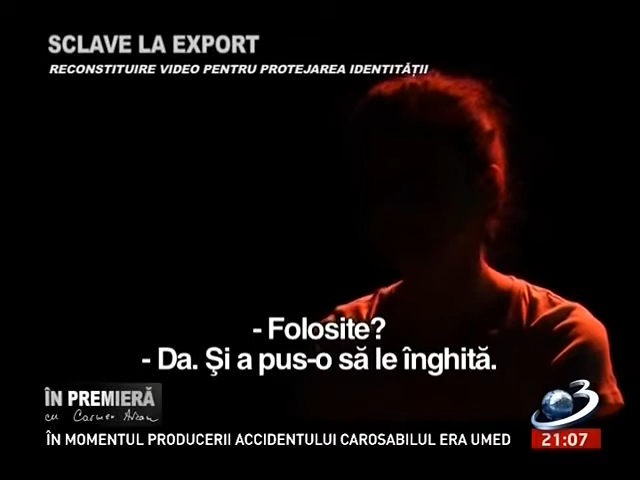 SCLAVE LA EXPORT
RECONSTITUIRE VIDEO PENTRU PROTEJAREA IDENTITĂȚII
- Folosite?
- Da. Şi a pus-o să le înghită.
ÎN PREMIERĂ
cu Carmen Avram
3
ÎN MOMENTUL PRODUCERII ACCIDENTULUI CAROSABILUL ERA UMED
21:07